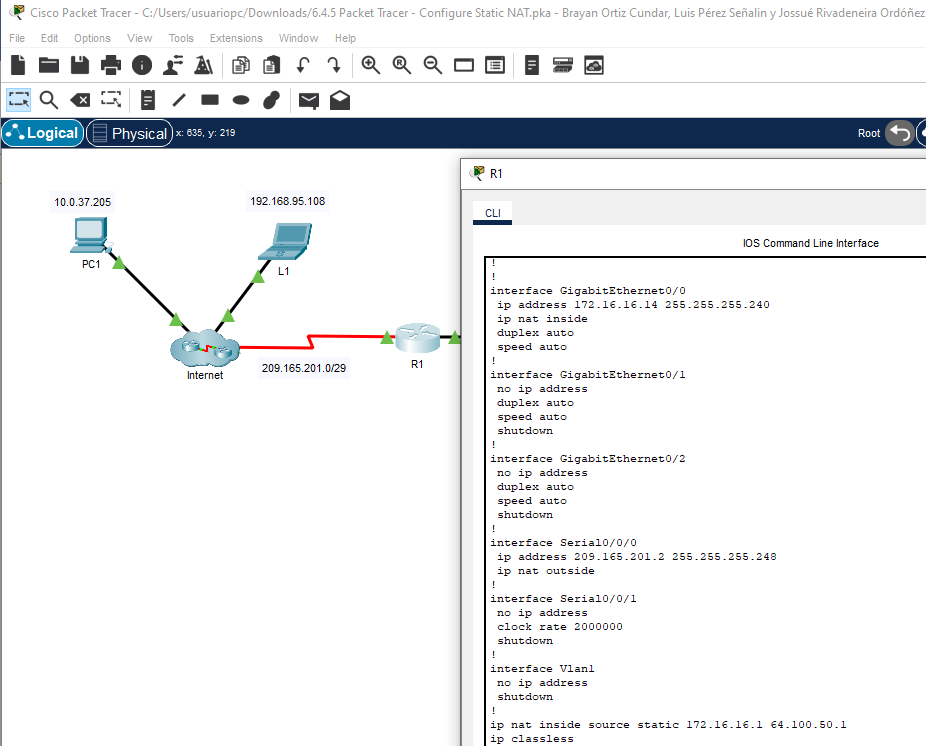 Cisco Packet Tracer - C:/Users/usuariopc/Downloads/6.4.5 Packet Tracer - Configure Static NAT.pka - Brayan Ortiz Cundar, Luis Pérez Señalin y Jossué Rivadeneira Ordóñez
File Edit Options View Tools Extensions Window Help
Logical Physical x: 635, y: 219 Root
R1
CLI
IOS Command Line Interface
10.0.37.205
192.168.95.108
PC1
L1
Internet
209.165.201.0/29
R1
!
!
interface GigabitEthernet0/0
ip address 172.16.16.14 255.255.255.240
ip nat inside
duplex auto
speed auto
!
interface GigabitEthernet0/1
no ip address
duplex auto
speed auto
shutdown
!
interface GigabitEthernet0/2
no ip address
duplex auto
speed auto
shutdown
!
interface Serial0/0/0
ip address 209.165.201.2 255.255.255.248
ip nat outside
!
interface Serial0/0/1
no ip address
clock rate 2000000
shutdown
!
interface Vlan1
no ip address
shutdown
!
ip nat inside source static 172.16.16.1 64.100.50.1
ip classless